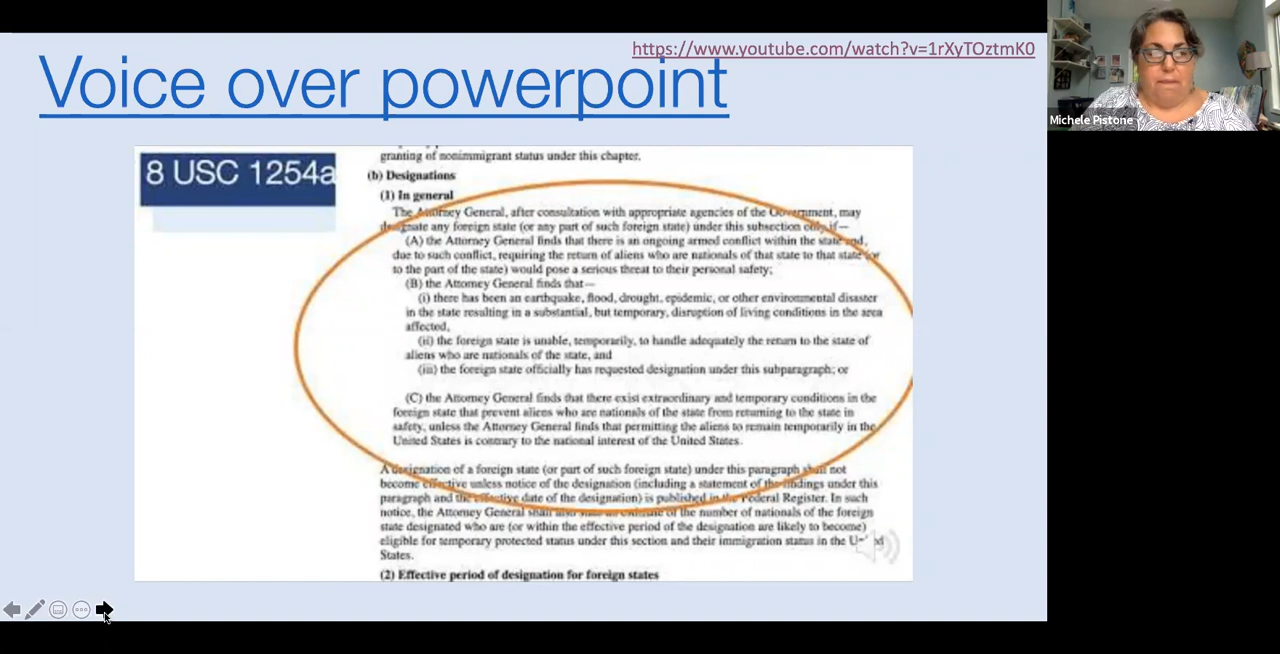 https://www.youtube.com/watch?v=1rXyTOztmK0
Voice over powerpoint
Michele Pistone
8 USC 1254a
granting of nonimmigrant status under this chapter.
(b) Designations
(1) In general
The Attorney General, after consultation with appropriate agencies of the Government, may
designate any foreign state (or any part of such foreign state) under this subsection only if—
(A) the Attorney General finds that there is an ongoing armed conflict within the state and,
due to such conflict, requiring the return of aliens who are nationals of that state to that state (or
to the part of the state) would pose a serious threat to their personal safety;
(B) the Attorney General finds that—
(i) there has been an earthquake, flood, drought, epidemic, or other environmental disaster
in the state resulting in a substantial, but temporary, disruption of living conditions in the area
affected,
(ii) the foreign state is unable, temporarily, to handle adequately the return to the state of
aliens who are nationals of the state, and
(iii) the foreign state officially has requested designation under this subparagraph; or
(C) the Attorney General finds that there exist extraordinary and temporary conditions in the
foreign state that prevent aliens who are nationals of the state from returning to the state in
safety, unless the Attorney General finds that permitting the aliens to remain temporarily in the
United States is contrary to the national interest of the United States.
A designation of a foreign state (or part of such foreign state) under this paragraph shall not
become effective unless notice of the designation (including a statement of the findings under this
paragraph and the effective date of the designation) is published in the Federal Register. In such
notice, the Attorney General shall of the number of nationals of the foreign
state designated who are (or within the effective period of the designation are likely to become)
eligible for temporary protected status under this section and their immigration status in the
States.
(2) Effective period of designation for foreign states